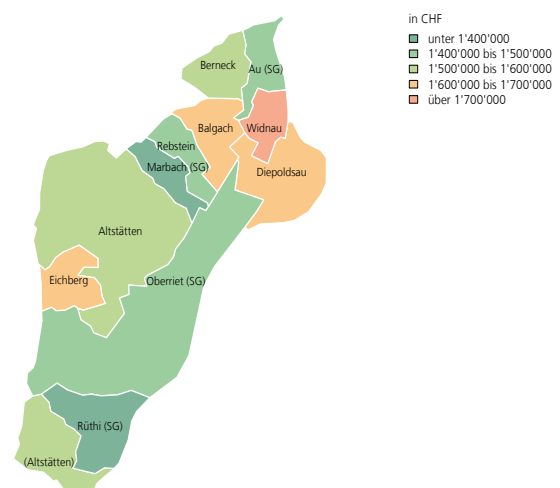 in CHF
unter 1'400'000
1'400'000 bis 1'500'000
1'500'000 bis 1'600'000
1'600'000 bis 1'700'000
über 1'700'000
Berneck
Au (SG)
Balgach
Widnau
Rebstein
Marbach (SG)
Diepoldsau
Altstätten
Eichberg
Oberriet (SG)
Rüthi (SG)
(Altstätten)